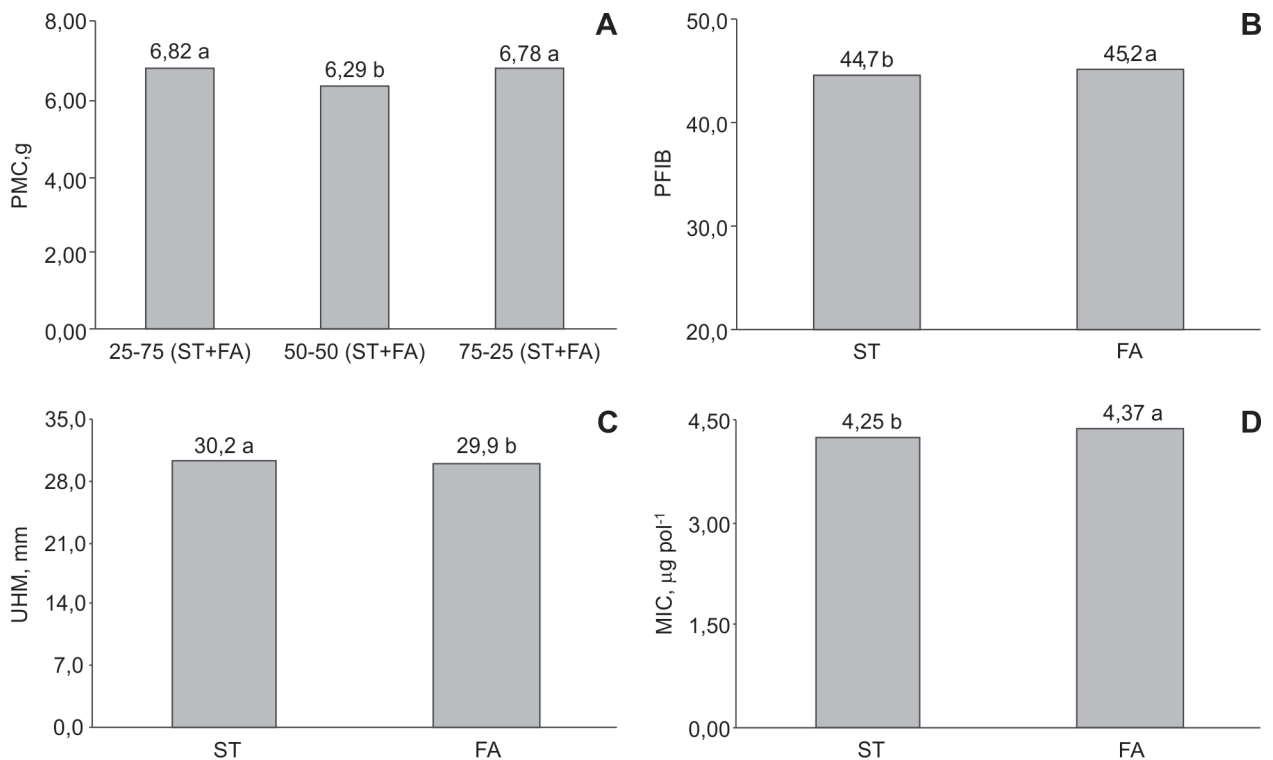 A
PMC,g
8,00
6,00
4,00
2,00
0,00
6,82 a
6,29 b
6,78 a
25-75 (ST+FA)
50-50 (ST+FA)
75-25 (ST+FA)
B
PFIB
50,0
40,0
30,0
20,0
44,7 b
45,2 a
ST
FA
C
UHM, mm
35,0
28,0
21,0
14,0
7,0
0,0
30,2 a
29,9 b
ST
FA
D
MIC, μg pol⁻¹
4,50
3,00
1,50
0,00
4,25 b
4,37 a
ST
FA